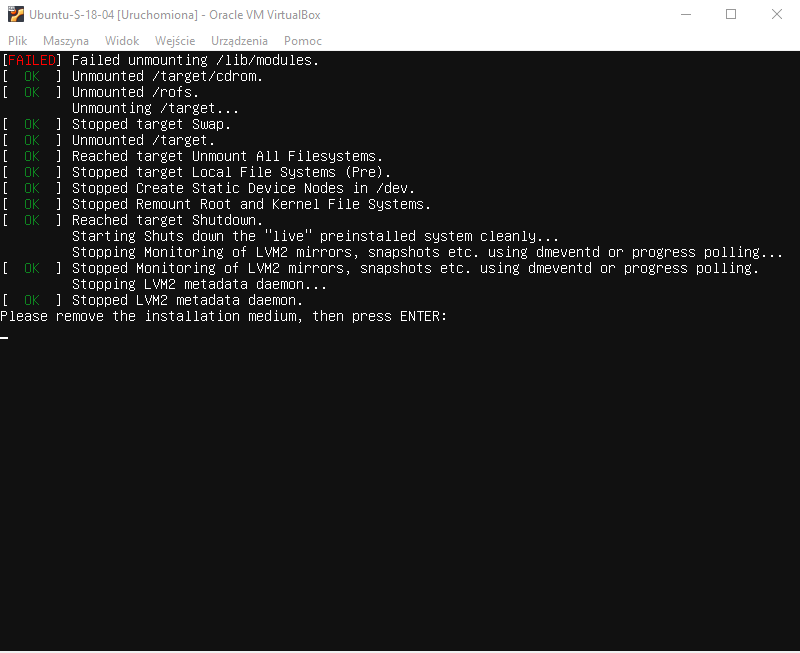 Ubuntu-S-18-04 [Uruchomiona] - Oracle VM VirtualBox
Plik Maszyna Widok Wejście Urządzenia Pomoc
[FAILED] Failed unmounting /lib/modules.
[  OK  ] Unmounted /target/cdrom.
[  OK  ] Unmounted /rofs.
         Unmounting /target...
[  OK  ] Stopped target Swap.
[  OK  ] Unmounted /target.
[  OK  ] Reached target Unmount All Filesystems.
[  OK  ] Stopped target Local File Systems (Pre).
[  OK  ] Stopped Create Static Device Nodes in /dev.
[  OK  ] Stopped Remount Root and Kernel File Systems.
[  OK  ] Reached target Shutdown.
         Starting Shuts down the "live" preinstalled system cleanly...
         Stopping Monitoring of LVM2 mirrors, snapshots etc. using dmeventd or progress polling...
[  OK  ] Stopped Monitoring of LVM2 mirrors, snapshots etc. using dmeventd or progress polling.
         Stopping LVM2 metadata daemon...
[  OK  ] Stopped LVM2 metadata daemon.
Please remove the installation medium, then press ENTER: